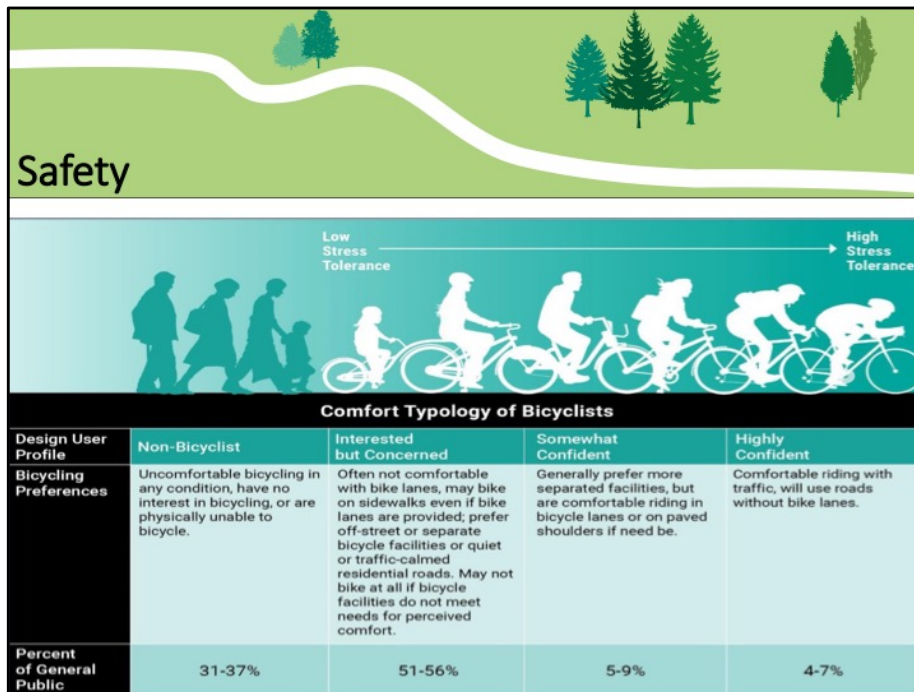 Safety
Low
Stress
Tolerance
High
Stress
Tolerance
Comfort Typology of Bicyclists
Design User
Profile
Non-Bicyclist
Interested
but Concerned
Somewhat
Confident
Highly
Confident
Bicycling
Preferences
Uncomfortable bicycling in
any condition, have no
interest in bicycling, or are
physically unable to
bicycle.
Often not comfortable
with bike lanes, may bike
on sidewalks even if bike
lanes are provided; prefer
off-street or separate
bicycle facilities or quiet
or traffic-calmed
residential roads. May not
bike at all if bicycle
facilities do not meet
needs for perceived
comfort.
Generally prefer more
separated facilities, but
are comfortable riding in
bicycle lanes or on paved
shoulders if need be.
Comfortable riding with
traffic, will use roads
without bike lanes.
Percent
of General
Public
31-37%
51-56%
5-9%
4-7%